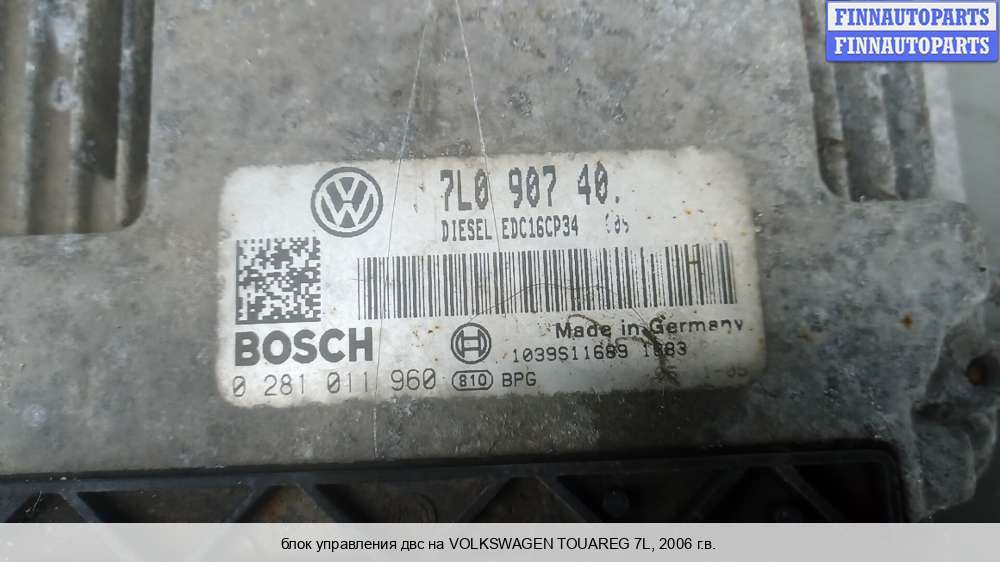 FINNAUTOPARTS
FINNAUTOPARTS
7L0 907 40.
DIESEL EDC16CP34
H
BOSCH
Made in Germany
1039S11689 1883
0 281 011 960 810 BPG
блок управления двс на VOLKSWAGEN TOUAREG 7L, 2006 г.в.